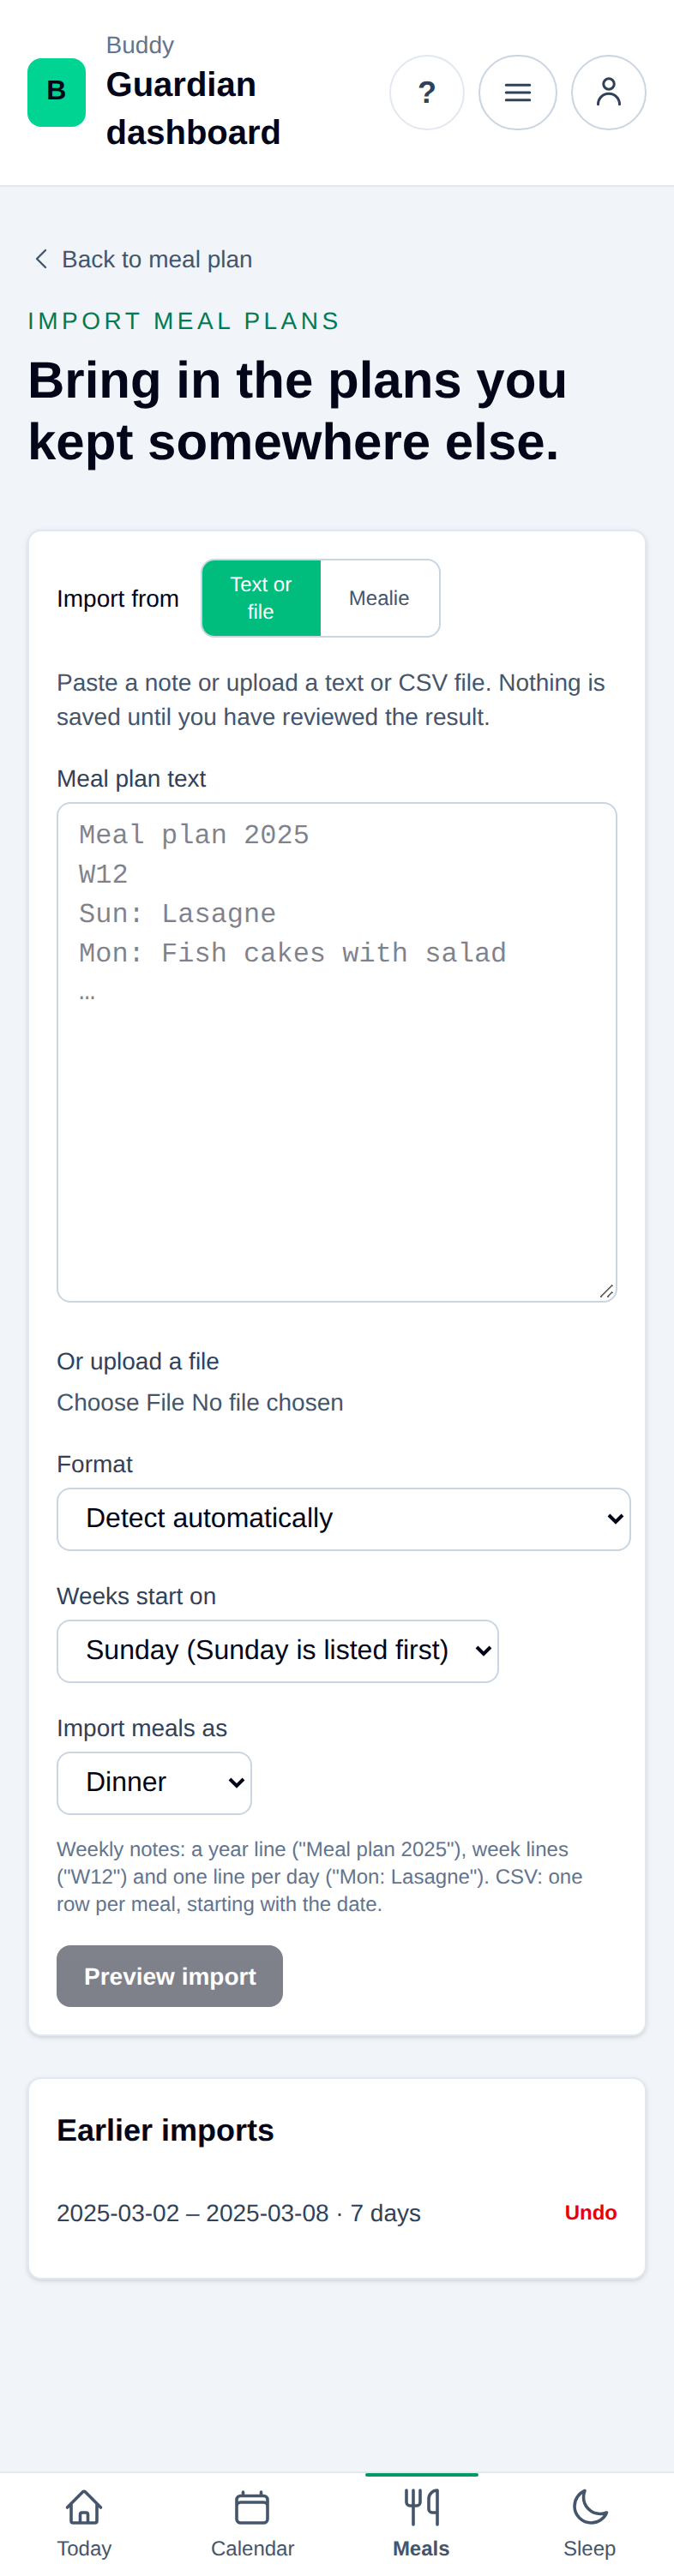 B
Buddy
Guardian
dashboard
?
Back to meal plan
IMPORT MEAL PLANS
Bring in the plans you
kept somewhere else.
Import from
Text or
file
Mealie
Paste a note or upload a text or CSV file. Nothing is
saved until you have reviewed the result.
Meal plan text
Meal plan 2025
W12
Sun: Lasagne
Mon: Fish cakes with salad
…
Or upload a file
Choose File No file chosen
Format
Detect automatically
Weeks start on
Sunday (Sunday is listed first)
Import meals as
Dinner
Weekly notes: a year line ("Meal plan 2025"), week lines
("W12") and one line per day ("Mon: Lasagne"). CSV: one
row per meal, starting with the date.
Preview import
Earlier imports
2025-03-02 – 2025-03-08 · 7 days
Undo
Today
Calendar
Meals
Sleep